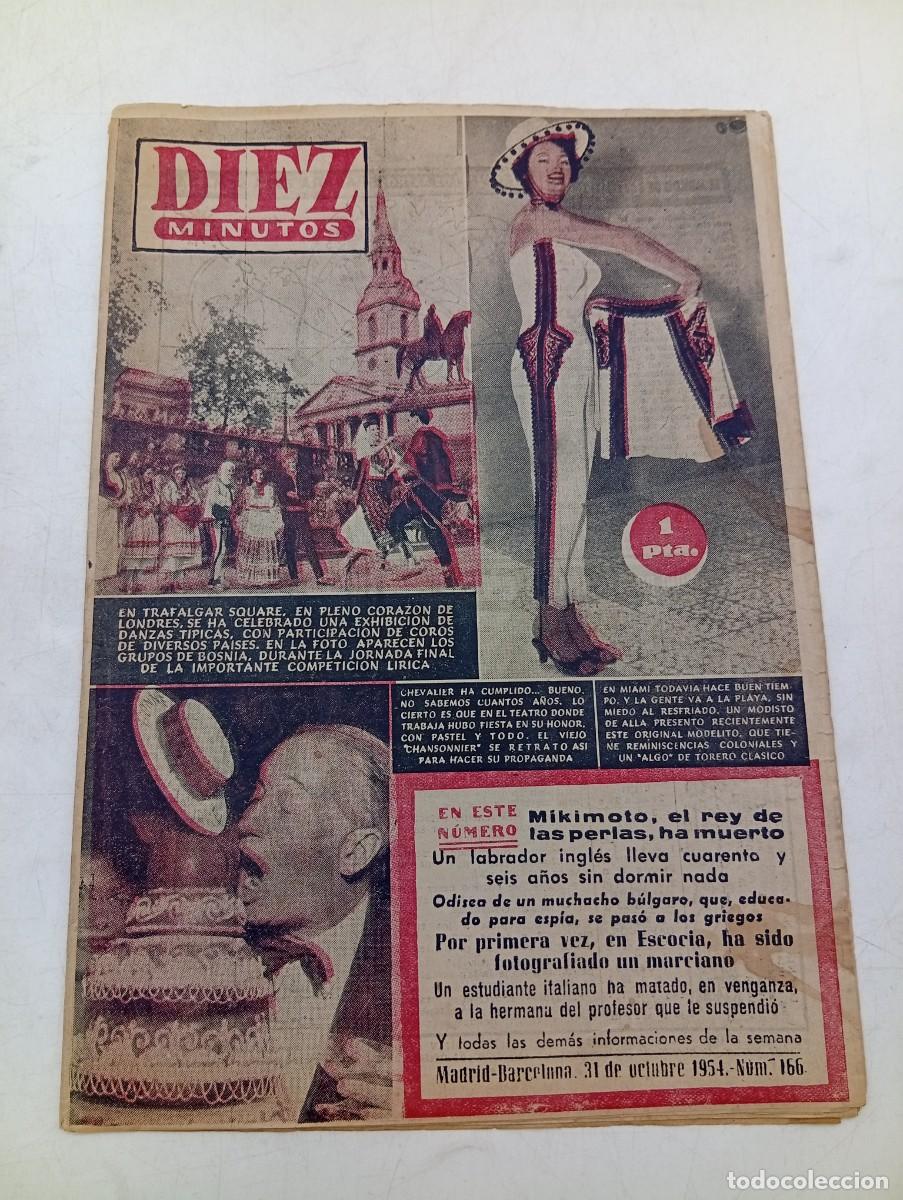 DIEZ
MINUTOS
1
Pta.
EN TRAFALGAR SQUARE, EN PLENO CORAZON DE
LONDRES, SE HA CELEBRADO UNA EXHIBICION DE
DANZAS TIPICAS, CON PARTICIPACION DE COROS
DE DIVERSOS PAISES. EN LA FOTO APARECEN LOS
GRUPOS DE BOSNIA, DURANTE LA JORNADA FINAL
DE LA IMPORTANTE COMPETICION LIRICA
CHEVALIER HA CUMPLIDO... BUENO,
NO SABEMOS CUANTOS AÑOS. LO
CIERTO ES QUE EN EL TEATRO DONDE
TRABAJA HUBO FIESTA EN SU HONOR,
CON PASTEL Y TODO. EL VIEJO
"CHANSONNIER" SE RETRATO ASI
PARA HACER SU PROPAGANDA
EN MIAMI TODAVIA HACE BUEN TIEM-
PO, Y LA GENTE VA A LA PLAYA, SIN
MIEDO AL RESFRIADO. UN MODISTO
DE ALLA, PRESENTO RECIENTEMENTE
ESTE ORIGINAL MODELITO, QUE TIE-
NE REMINISCENCIAS COLONIALES Y
UN "ALGO" DE TORERO CLASICO
EN ESTE
NÚMERO
Mikimoto, el rey de
las perlas, ha muerto
Un labrador inglés lleva cuarenta y
seis años sin dormir nada
Odisea de un muchacho búlgaro, que, educa-
do para espía, se pasó a los griegos
Por primera vez, en Escocia, ha sido
fotografiado un marciano
Un estudiante italiano ha matado, en venganza,
a la hermana del profesor que le suspendió
Y todas las demás informaciones de la semana
Madrid-Barcelona. 31 de octubre 1954.-Núm. 166
todocoleccion